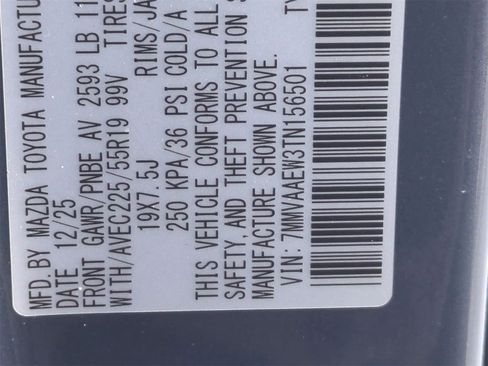 MFD. BY MAZDA TOYOTA MANUFACTU
DATE 12/25
FRONT GAWR/PNBE AV 2593 LB 11
WITH/AVEC225/55R19 99V TIRES
19X7.5J RIMS/JA
250 KPA/36 PSI COLD/A
THIS VEHICLE CONFORMS TO ALL
SAFETY,AND THEFT PREVENTION S
MANUFACTURE SHOWN ABOVE.
VIN: 7MMVAAEW3TN156501 TY